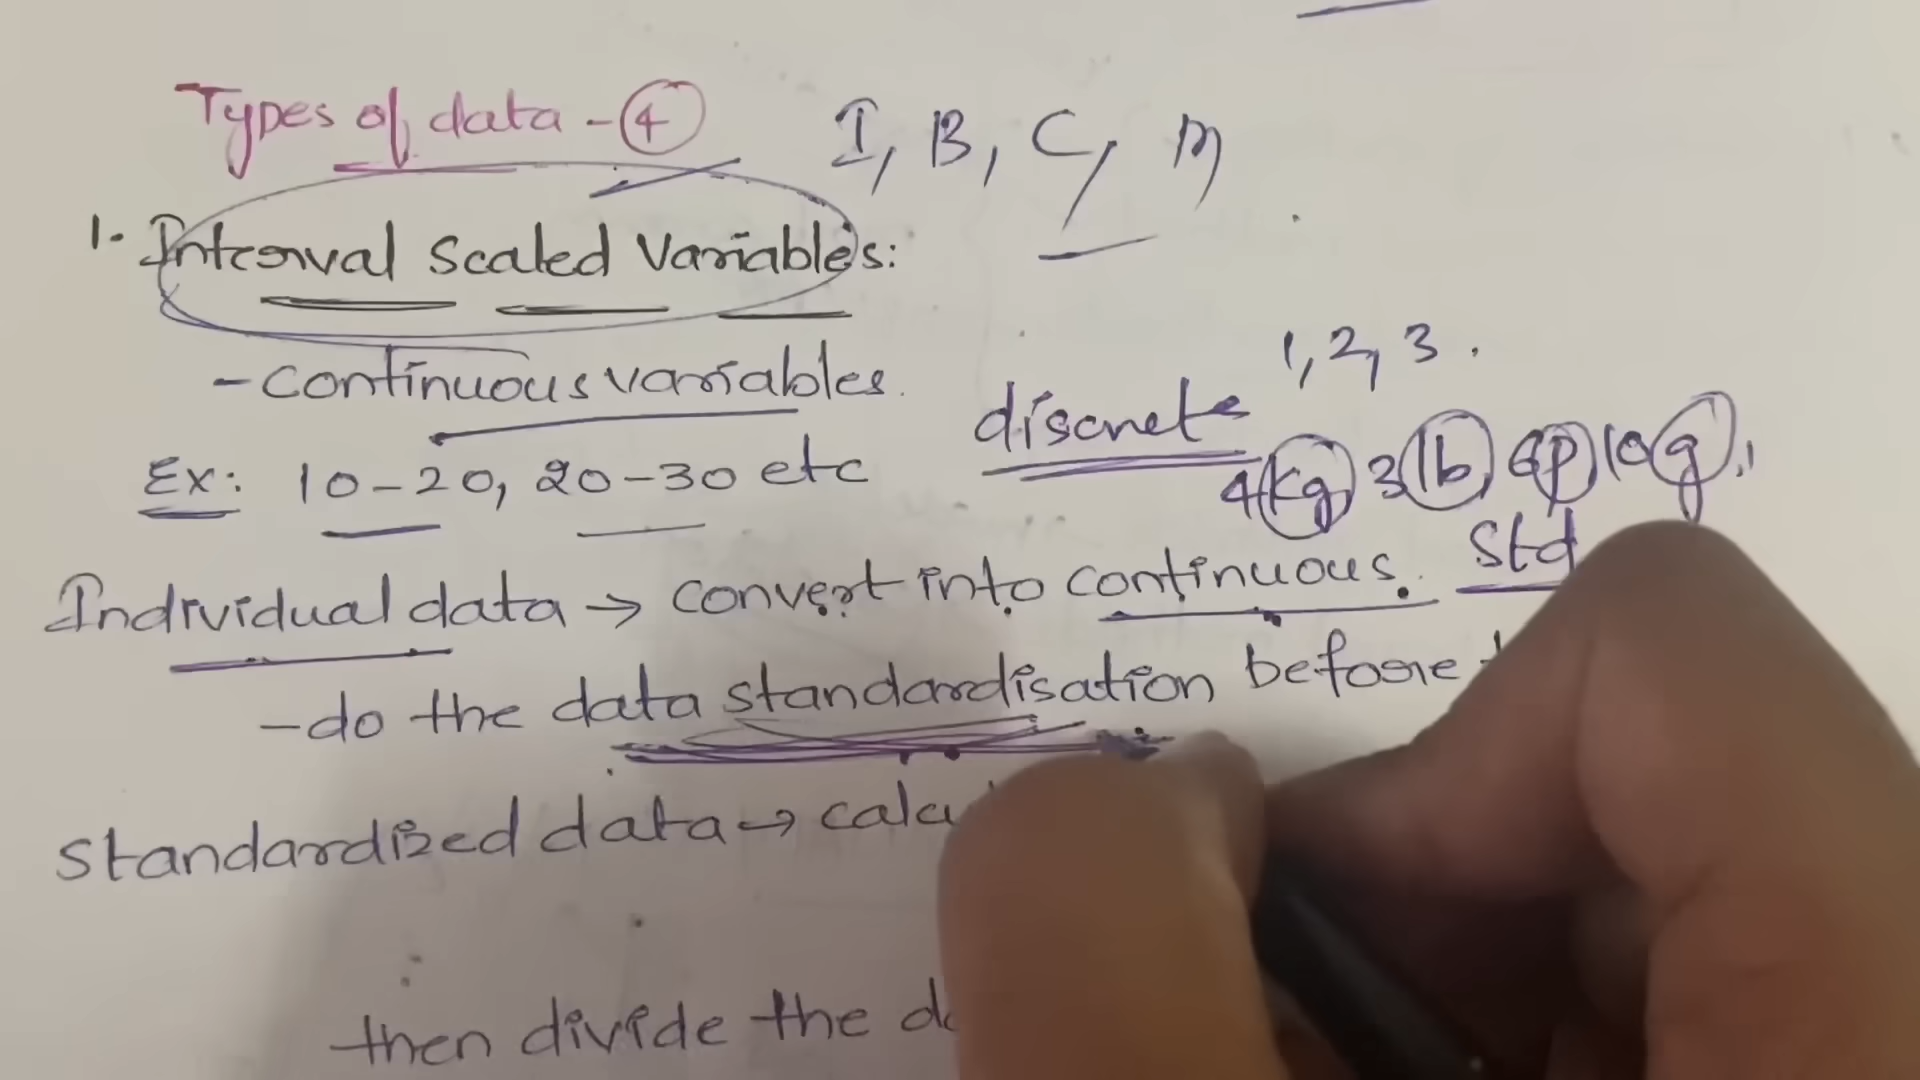 Types of data - 4
I, B, C, M
1. Interval Scaled Variables:
- continuous variables.
1, 2, 3.
discrete
Ex: 10-20, 20-30 etc
4kg, 3lb, 6p, 10g,
Std
Individual data → convert into continuous.
- do the data standardisation before
Standardized data →
then divide the